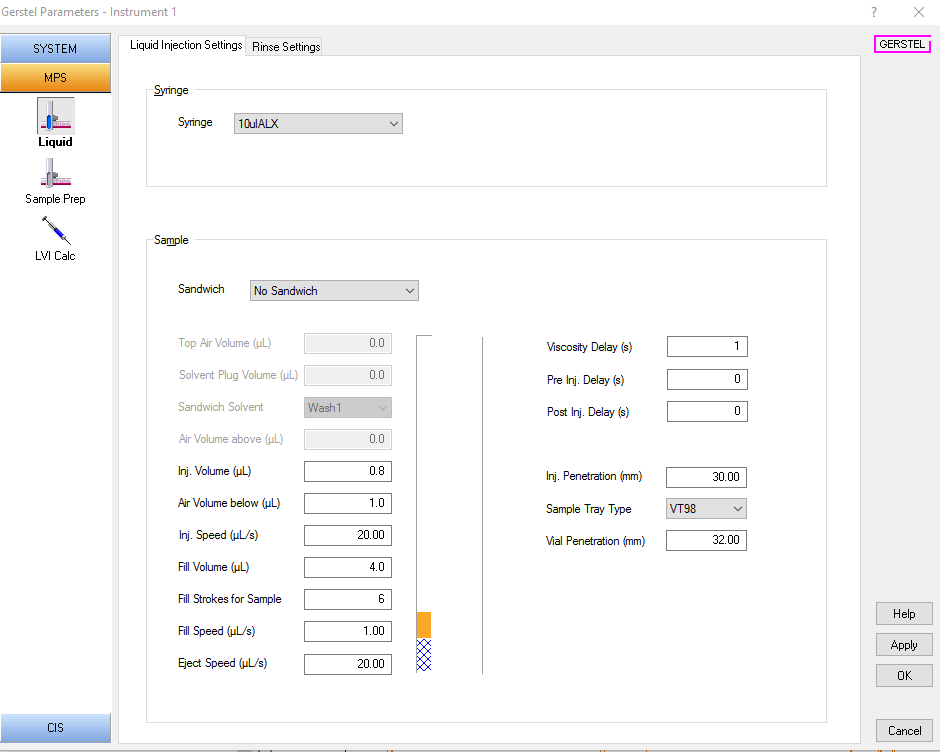 Gerstel Parameters - Instrument 1
?
SYSTEM
MPS
Liquid
Sample Prep
LVI Calc
CIS
Liquid Injection Settings
Rinse Settings
GERSTEL
Syringe
Syringe 10ulALX
Sample
Sandwich No Sandwich
Top Air Volume (µL) 0.0
Solvent Plug Volume (µL) 0.0
Sandwich Solvent Wash1
Air Volume above (µL) 0.0
Inj. Volume (µL) 0.8
Air Volume below (µL) 1.0
Inj. Speed (µL/s) 20.00
Fill Volume (µL) 4.0
Fill Strokes for Sample 6
Fill Speed (µL/s) 1.00
Eject Speed (µL/s) 20.00
Viscosity Delay (s) 1
Pre Inj. Delay (s) 0
Post Inj. Delay (s) 0
Inj. Penetration (mm) 30.00
Sample Tray Type VT98
Vial Penetration (mm) 32.00
Help
Apply
OK
Cancel